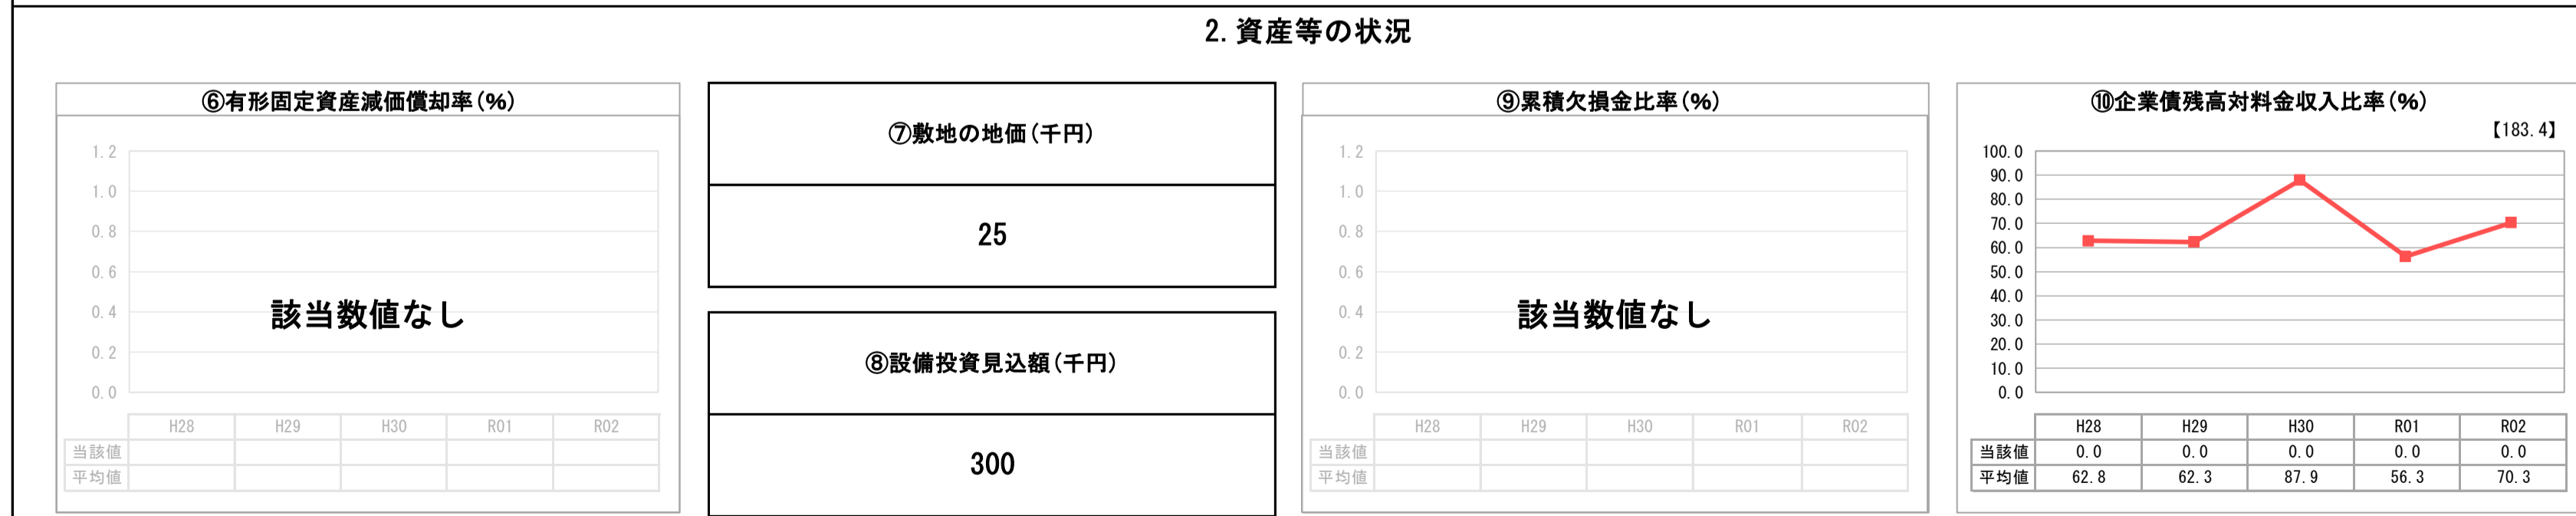 2.資産等の状況
⑥有形固定資産減価償却率(%)
1.2
1.0
0.8
0.6
0.4
0.2
0.0
該当数値なし
H28 H29 H30 R01 R02
当該値
平均値
⑦敷地の地価(千円)
25
⑧設備投資見込額(千円)
300
⑨累積欠損金比率(%)
1.2
1.0
0.8
0.6
0.4
0.2
0.0
該当数値なし
H28 H29 H30 R01 R02
当該値
平均値
⑩企業債残高対料金収入比率(%)
【183.4】
100.0
90.0
80.0
70.0
60.0
50.0
40.0
30.0
20.0
10.0
0.0
H28 H29 H30 R01 R02
当該値 0.0 0.0 0.0 0.0 0.0
平均値 62.8 62.3 87.9 56.3 70.3